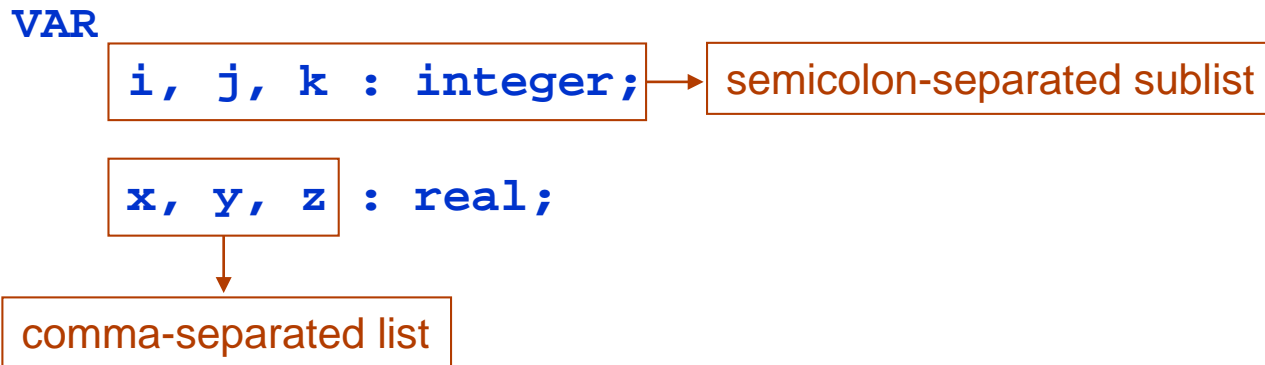 VAR
i, j, k : integer;
semicolon-separated sublist
x, y, z : real;
comma-separated list